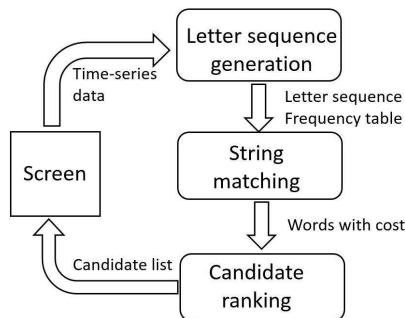 Letter sequence
generation
Time-series
data
Letter sequence
Frequency table
Screen
String
matching
Words with cost
Candidate list
Candidate
ranking